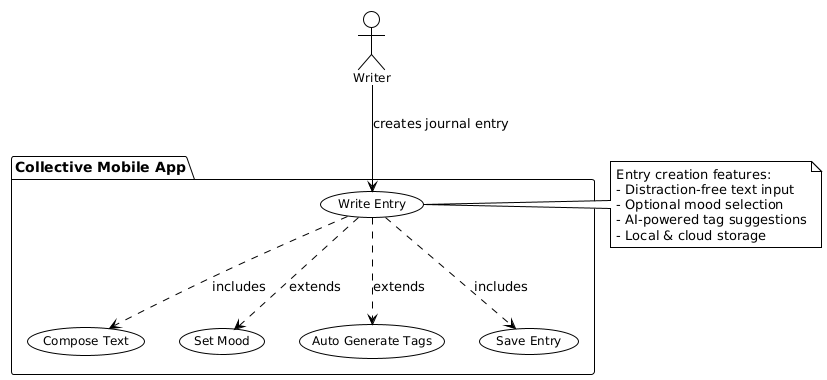 Writer
creates journal entry
Collective Mobile App
Write Entry
Entry creation features:
- Distraction-free text input
- Optional mood selection
- AI-powered tag suggestions
- Local & cloud storage
includes
extends
extends
includes
Compose Text
Set Mood
Auto Generate Tags
Save Entry